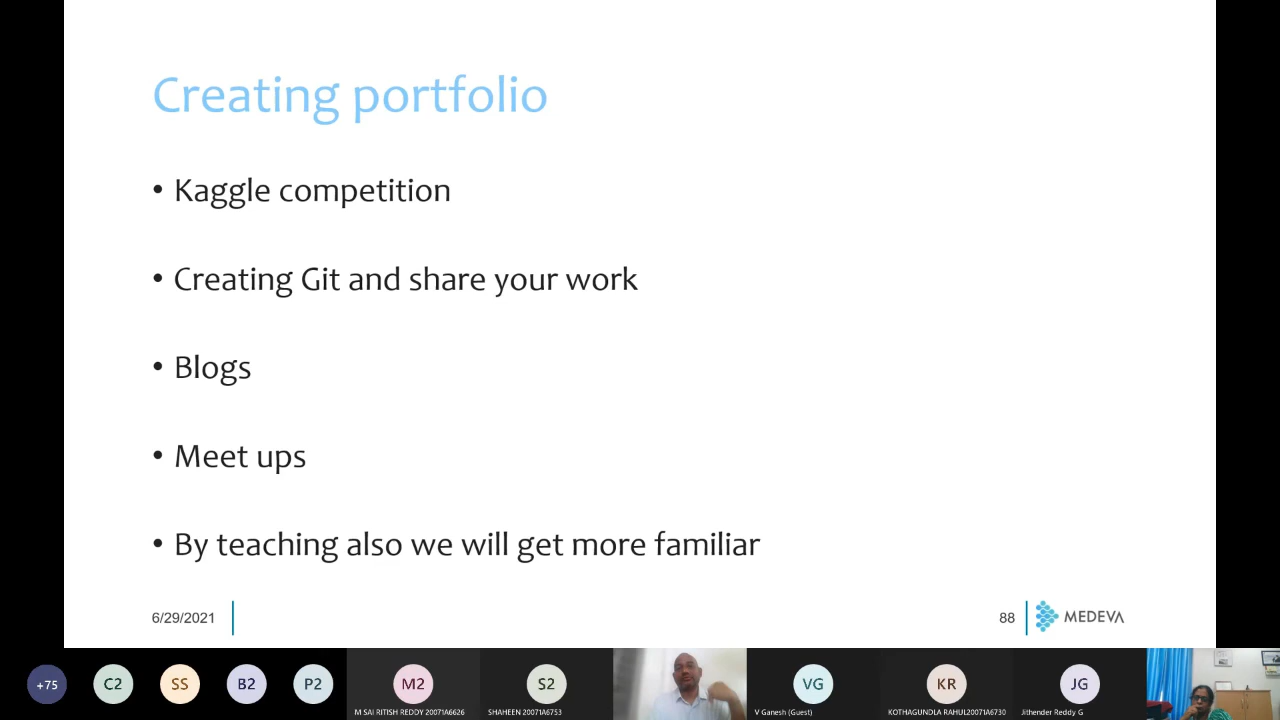 Creating portfolio
• Kaggle competition
• Creating Git and share your work
• Blogs
• Meet ups
• By teaching also we will get more familiar
6/29/2021
88
MEDEVA
+75
C2
SS
B2
P2
M2
S2
VG
KR
JG
M SAI RITISH REDDY 20071A6626
SHAHEEN 20071A6753
V Ganesh (Guest)
KOTHAGUNDLA RAHUL20071A6730
Jithender Reddy G